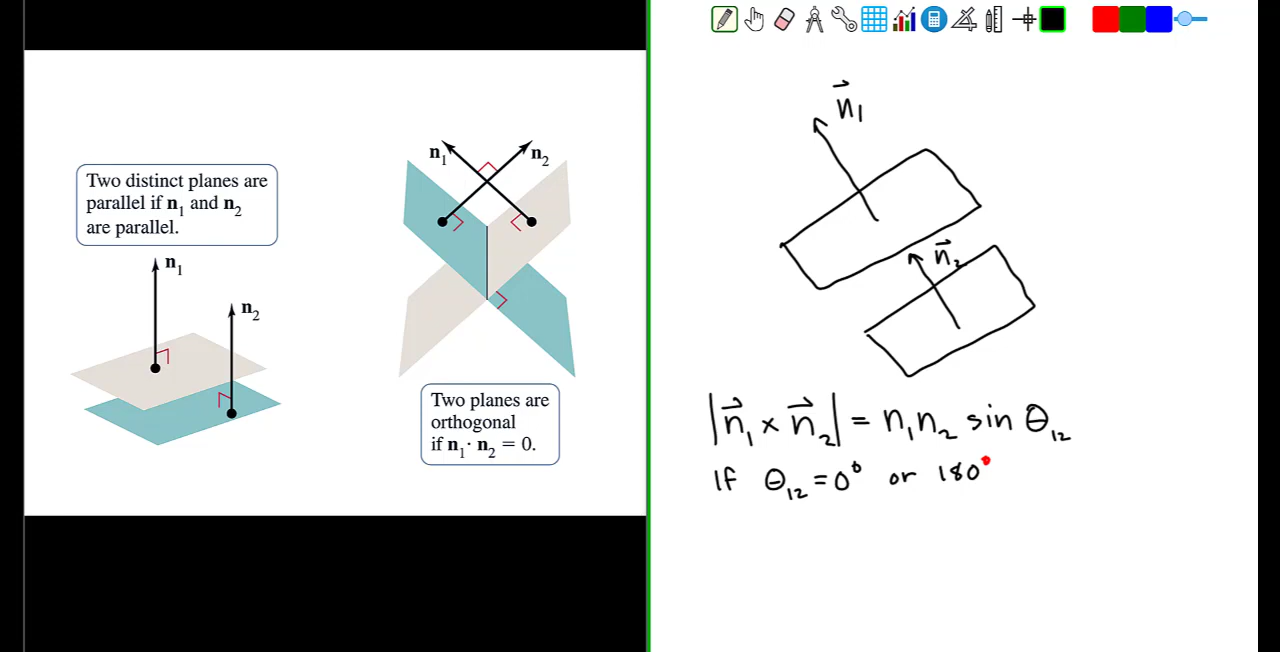 Two distinct planes are
parallel if n₁ and n₂
are parallel.
n₁
n₂
n₁
n₂
Two planes are
orthogonal
if n₁ · n₂ = 0.
n⃗₁
n⃗₂
|n⃗₁ × n⃗₂| = n₁n₂ sin θ₁₂
If θ₁₂ = 0° or 180°